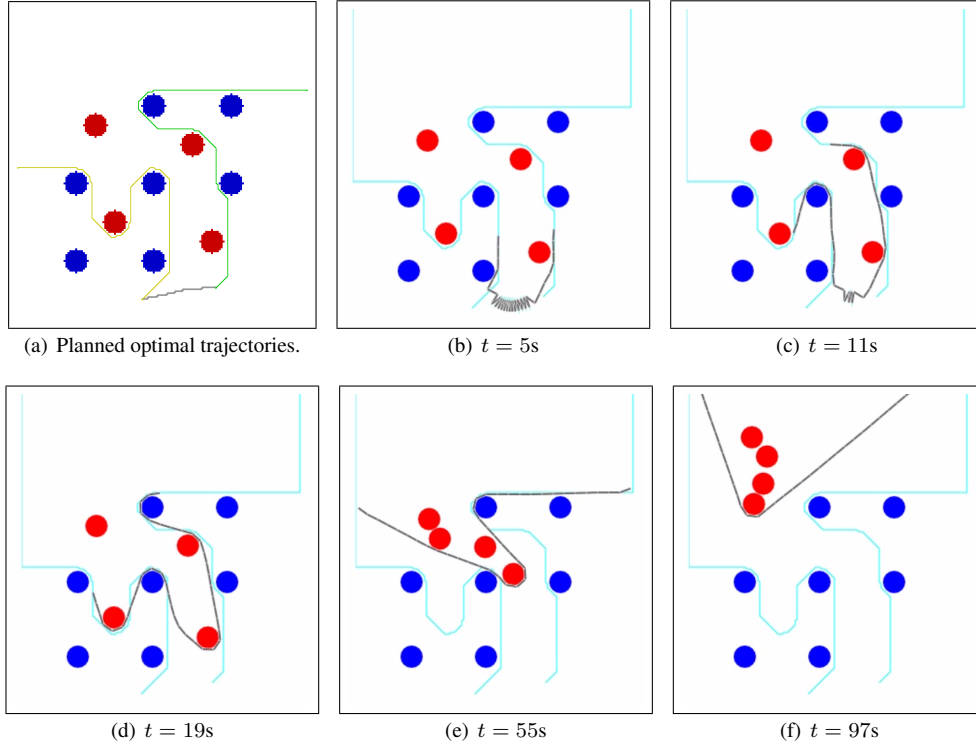 (a) Planned optimal trajectories.
(b) t = 5s
(c) t = 11s
(d) t = 19s
(e) t = 55s
(f) t = 97s